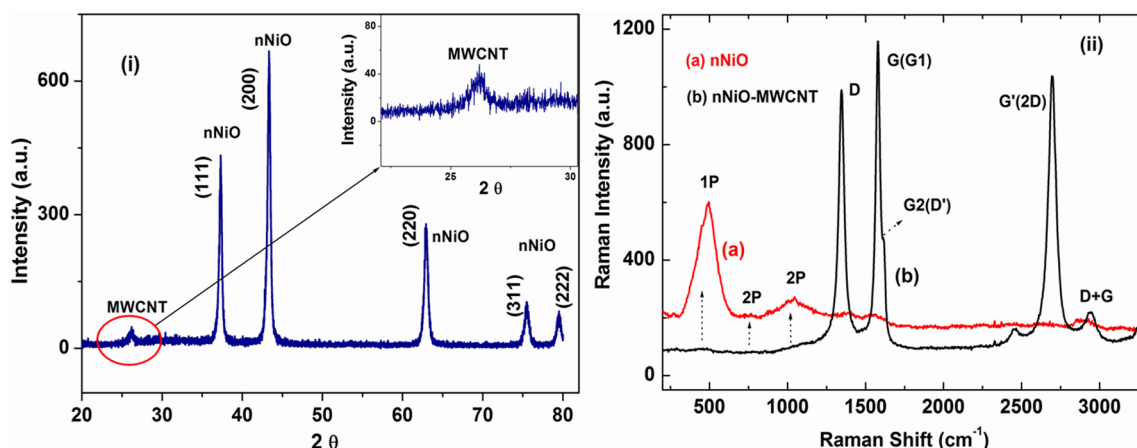 (i)
nNiO
(200)
nNiO
(111)
MWCNT
(220)
nNiO
nNiO
(311)
(222)
600
300
0
Intensity (a.u.)
20 30 40 50 60 70 80
2 θ
MWCNT
80
60
40
20
0
Intensity (a.u.)
25 30
2 θ
(ii)
(a) nNiO
(b) nNiO-MWCNT
D
G(G1)
G'(2D)
G2(D')
1P
(a)
2P
2P
(b)
D+G
1200
800
400
0
Raman Intensity (a.u.)
500 1000 1500 2000 2500 3000
Raman Shift (cm⁻¹)